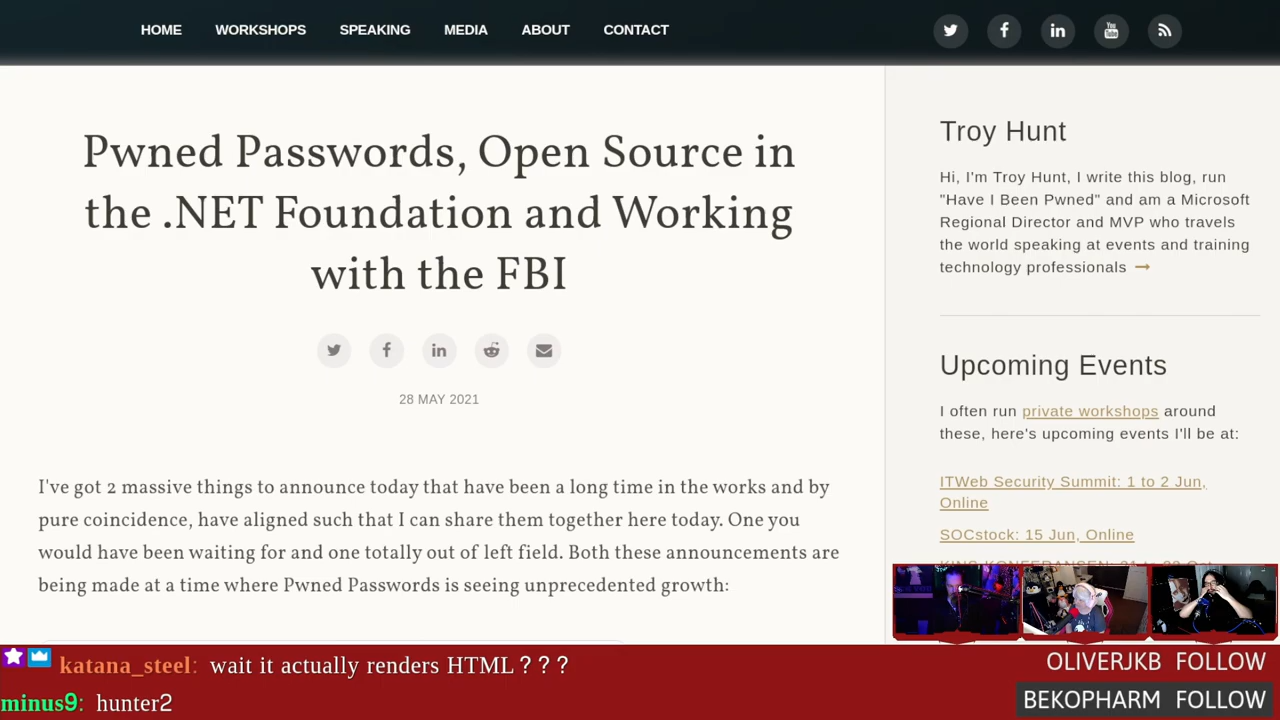 HOME WORKSHOPS SPEAKING MEDIA ABOUT CONTACT
Pwned Passwords, Open Source in
the .NET Foundation and Working
with the FBI
28 MAY 2021
I've got 2 massive things to announce today that have been a long time in the works and by
pure coincidence, have aligned such that I can share them together here today. One you
would have been waiting for and one totally out of left field. Both these announcements are
being made at a time where Pwned Passwords is seeing unprecedented growth:
Troy Hunt
Hi, I'm Troy Hunt, I write this blog, run
"Have I Been Pwned" and am a Microsoft
Regional Director and MVP who travels
the world speaking at events and training
technology professionals →
Upcoming Events
I often run private workshops around
these, here's upcoming events I'll be at:
ITWeb Security Summit: 1 to 2 Jun,
Online
SOCstock: 15 Jun, Online
katana_steel: wait it actually renders HTML???
minus9: hunter2
OLIVERJKB FOLLOW
BEKOPHARM FOLLOW